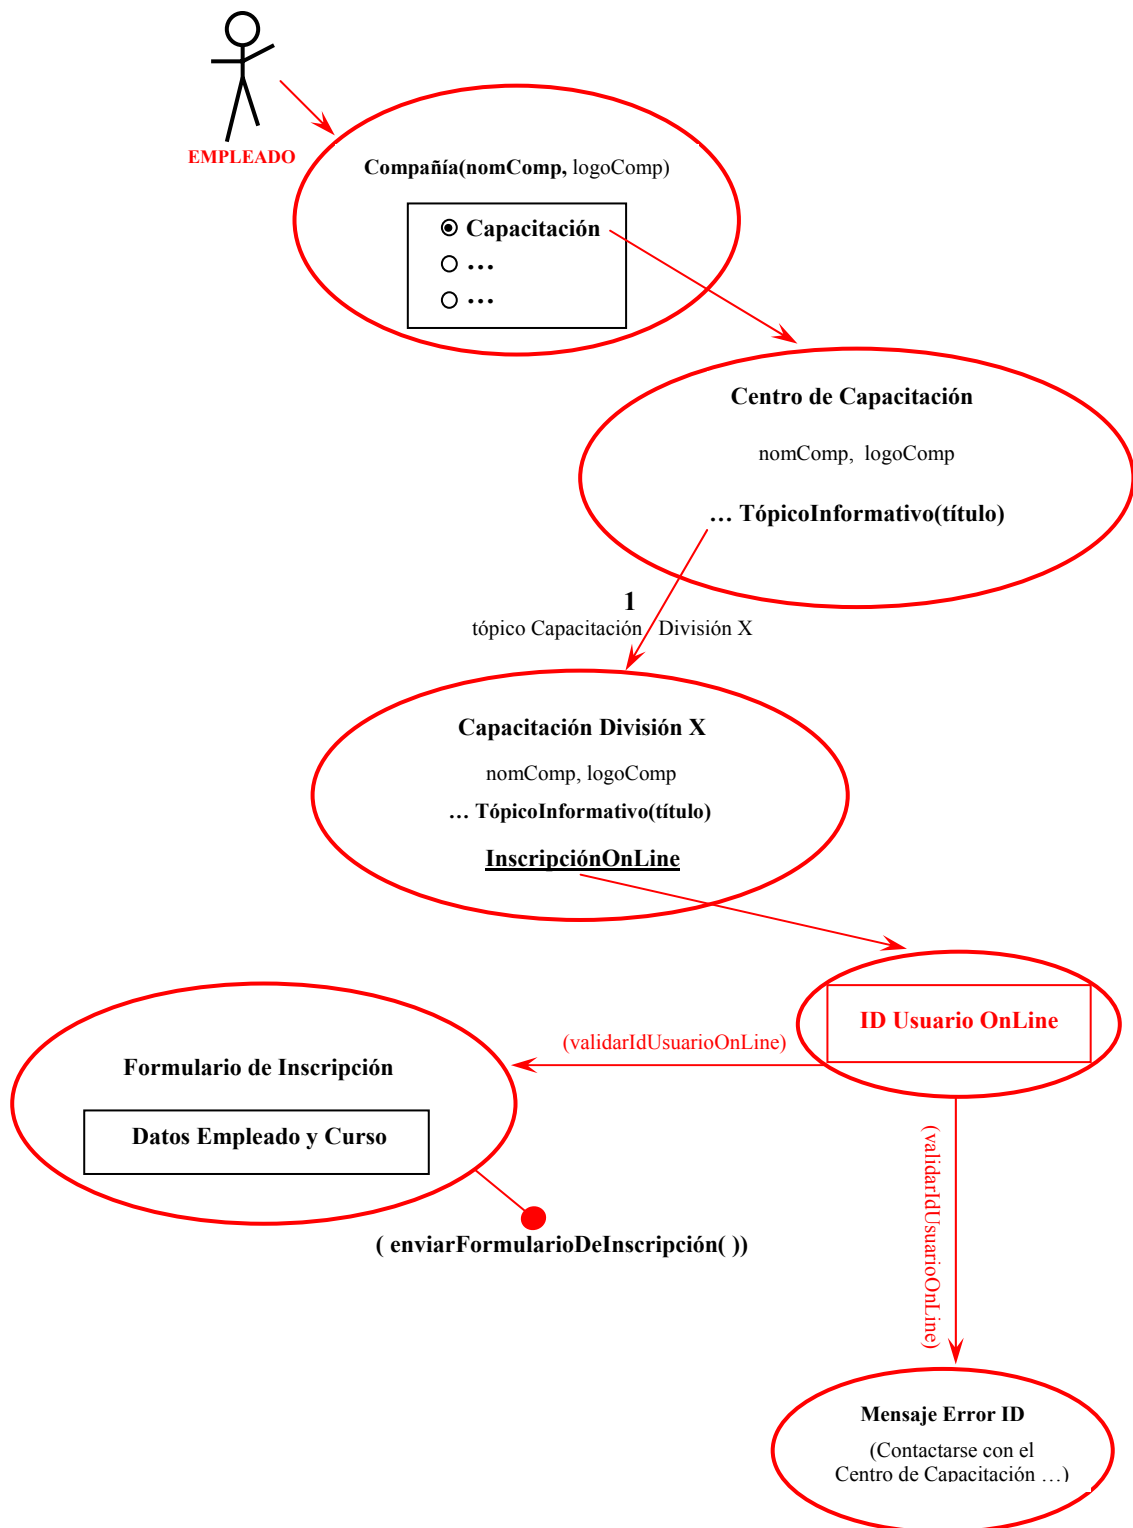 EMPLEADO
Compañía(nomComp, logoComp)
Capacitación
…
…
Centro de Capacitación
nomComp, logoComp
… TópicoInformativo(título)
1
tópico Capacitación División X
Capacitación División X
nomComp, logoComp
… TópicoInformativo(título)
InscripciónOnLine
ID Usuario OnLine
(validarIdUsuarioOnLine)
Formulario de Inscripción
Datos Empleado y Curso
(validarIdUsuarioOnLine)
( enviarFormularioDeInscripción( ))
Mensaje Error ID
(Contactarse con el
Centro de Capacitación …)